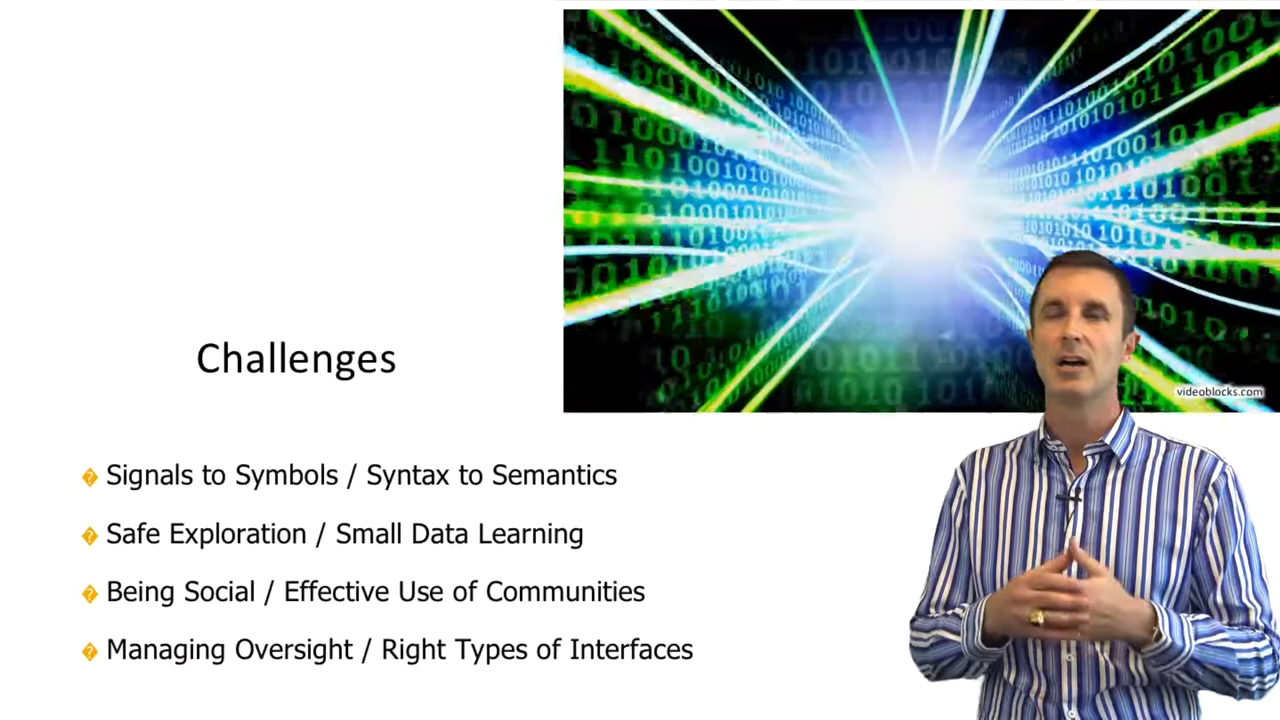 videoblocks.com
Challenges
Signals to Symbols / Syntax to Semantics
Safe Exploration / Small Data Learning
Being Social / Effective Use of Communities
Managing Oversight / Right Types of Interfaces